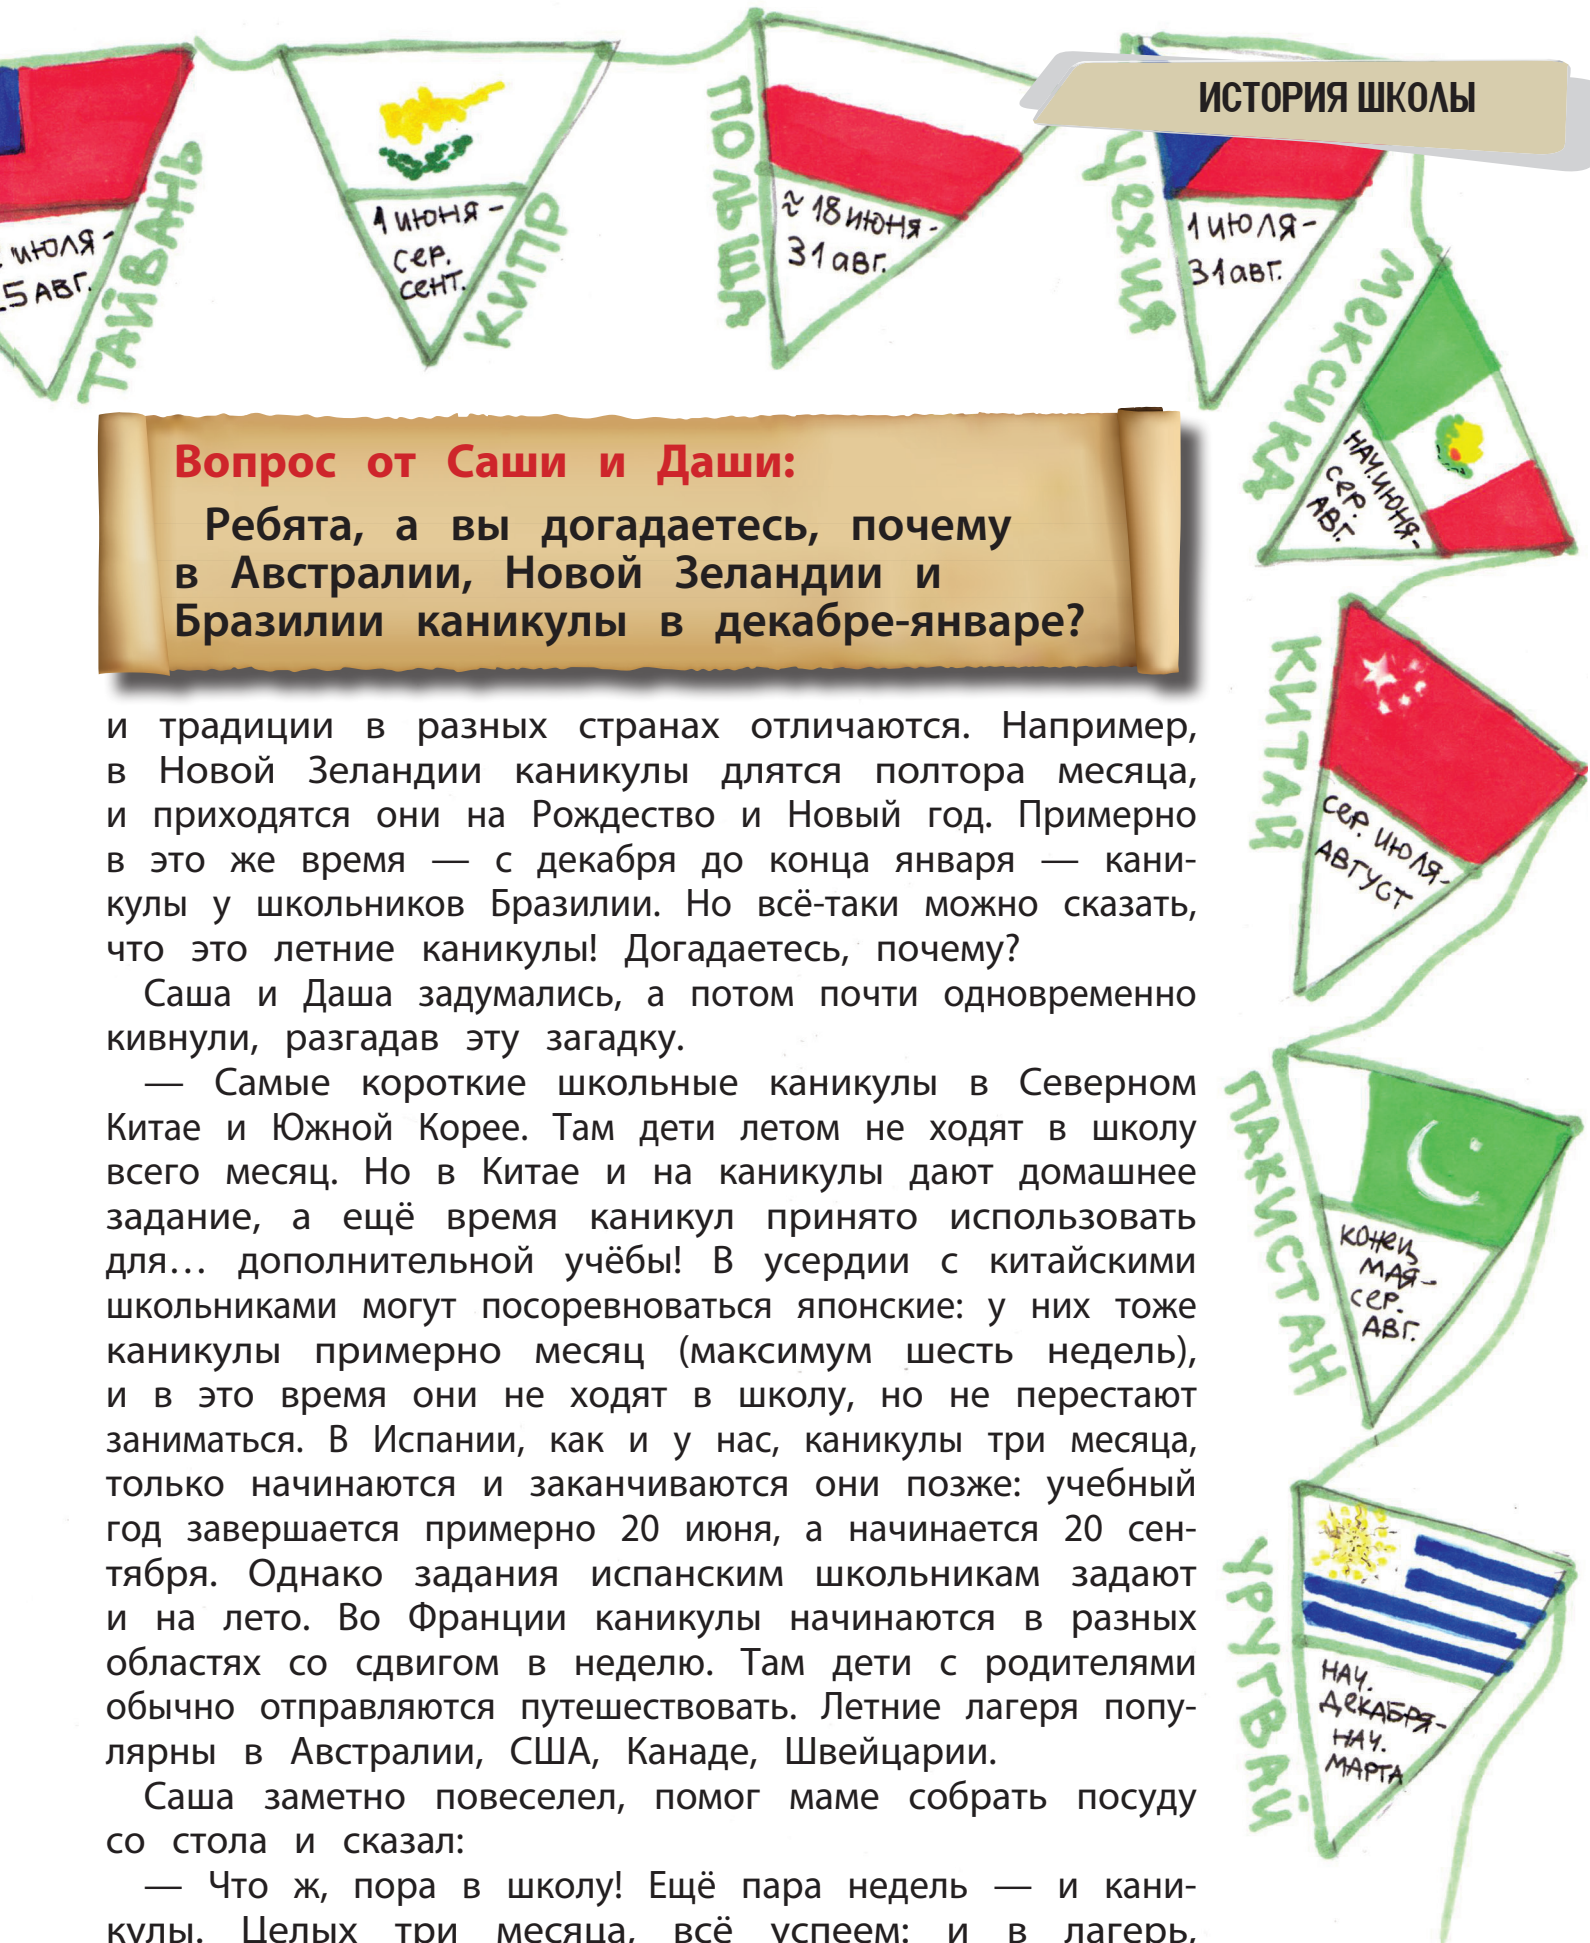 ИСТОРИЯ ШКОЛЫ
ИЮЛЯ-
5 АВГ.
ТАЙВАНЬ
1 ИЮНЯ -
СЕР.
СЕНТ.
КИПР
ПОЛЬША
≈ 18 ИЮНЯ -
31 АВГ.
ЧЕХИЯ
1 ИЮЛЯ -
31 АВГ.
МЕКСИКА
НАЧ. ИЮНЯ -
СЕР.
АВГ.
Вопрос от Саши и Даши:
Ребята, а вы догадаетесь, почему
в Австралии, Новой Зеландии и
Бразилии каникулы в декабре-январе?
КИТАЙ
СЕР. ИЮЛЯ-
АВГУСТ
ПАКИСТАН
КОНЕЦ
МАЯ-
СЕР.
АВГ.
УРУГВАЙ
НАЧ.
ДЕКАБРЯ-
НАЧ.
МАРТА
и традиции в разных странах отличаются. Например,
в Новой Зеландии каникулы длятся полтора месяца,
и приходятся они на Рождество и Новый год. Примерно
в это же время — с декабря до конца января — кани-
кулы у школьников Бразилии. Но всё-таки можно сказать,
что это летние каникулы! Догадаетесь, почему?
Саша и Даша задумались, а потом почти одновременно
кивнули, разгадав эту загадку.
— Самые короткие школьные каникулы в Северном
Китае и Южной Корее. Там дети летом не ходят в школу
всего месяц. Но в Китае и на каникулы дают домашнее
задание, а ещё время каникул принято использовать
для... дополнительной учёбы! В усердии с китайскими
школьниками могут посоревноваться японские: у них тоже
каникулы примерно месяц (максимум шесть недель),
и в это время они не ходят в школу, но не перестают
заниматься. В Испании, как и у нас, каникулы три месяца,
только начинаются и заканчиваются они позже: учебный
год завершается примерно 20 июня, а начинается 20 сен-
тября. Однако задания испанским школьникам задают
и на лето. Во Франции каникулы начинаются в разных
областях со сдвигом в неделю. Там дети с родителями
обычно отправляются путешествовать. Летние лагеря попу-
лярны в Австралии, США, Канаде, Швейцарии.
Саша заметно повеселел, помог маме собрать посуду
со стола и сказал:
— Что ж, пора в школу! Ещё пара недель — и кани-
кулы. Целых три месяца, всё успеем: и в лагерь,